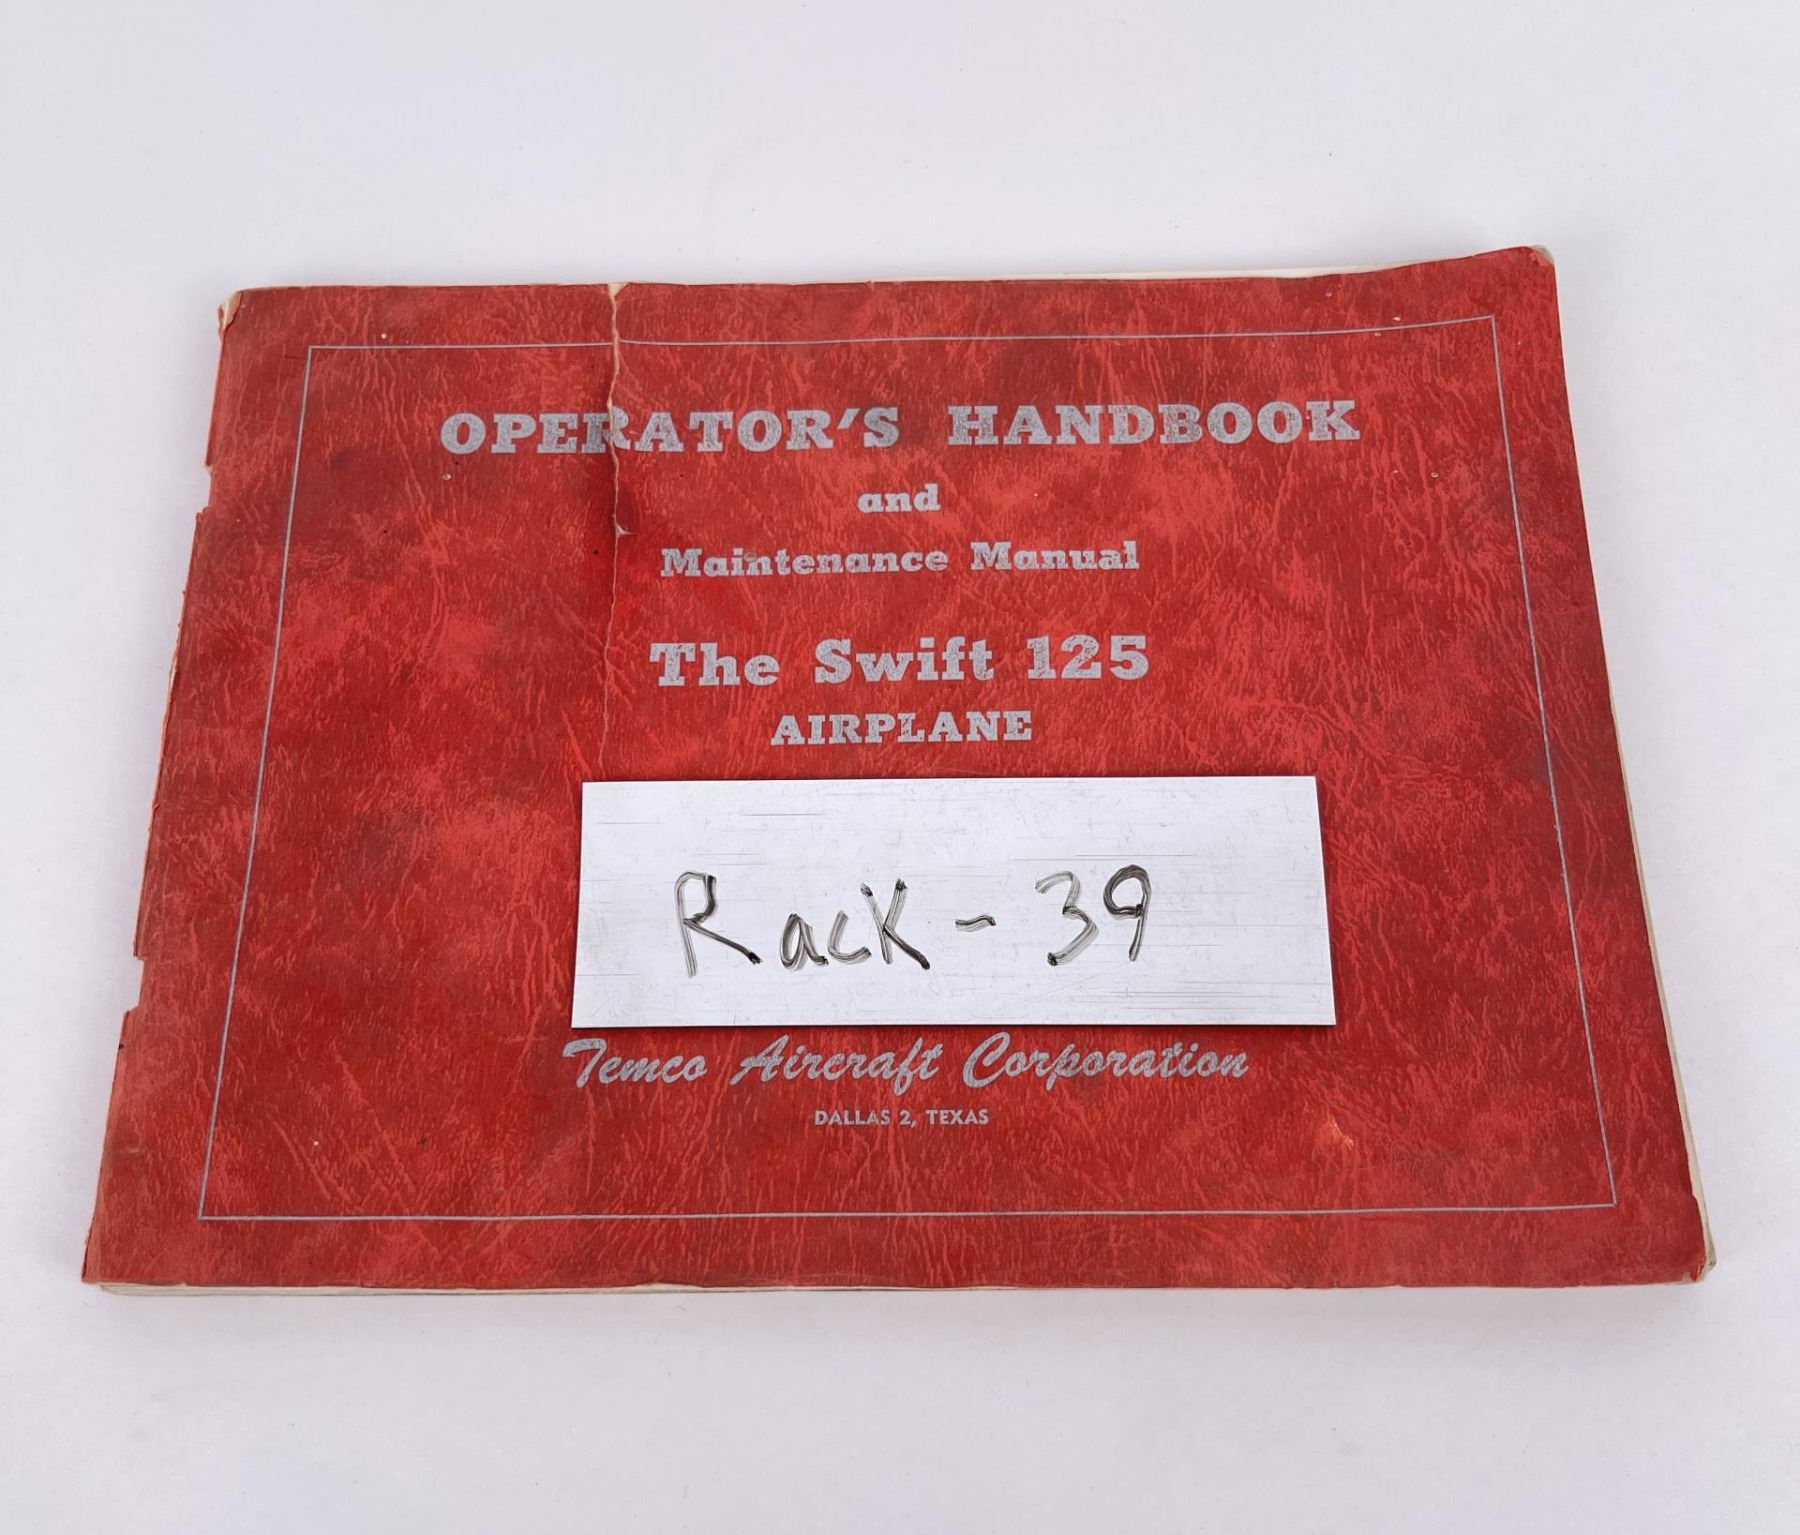 OPERATOR'S HANDBOOK
and
Maintenance Manual
The Swift 125
AIRPLANE
Rack - 39
Temco Aircraft Corporation
DALLAS 2, TEXAS